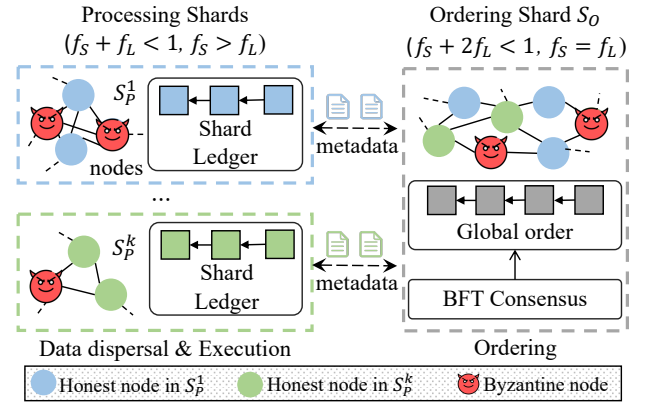 Processing Shards
(f_S + f_L < 1, f_S > f_L)
Ordering Shard S_O
(f_S + 2f_L < 1, f_S = f_L)
S_P^1
nodes
Shard
Ledger
metadata
...
S_P^k
Shard
Ledger
metadata
Global order
BFT Consensus
Data dispersal & Execution
Ordering
Honest node in S_P^1
Honest node in S_P^k
Byzantine node